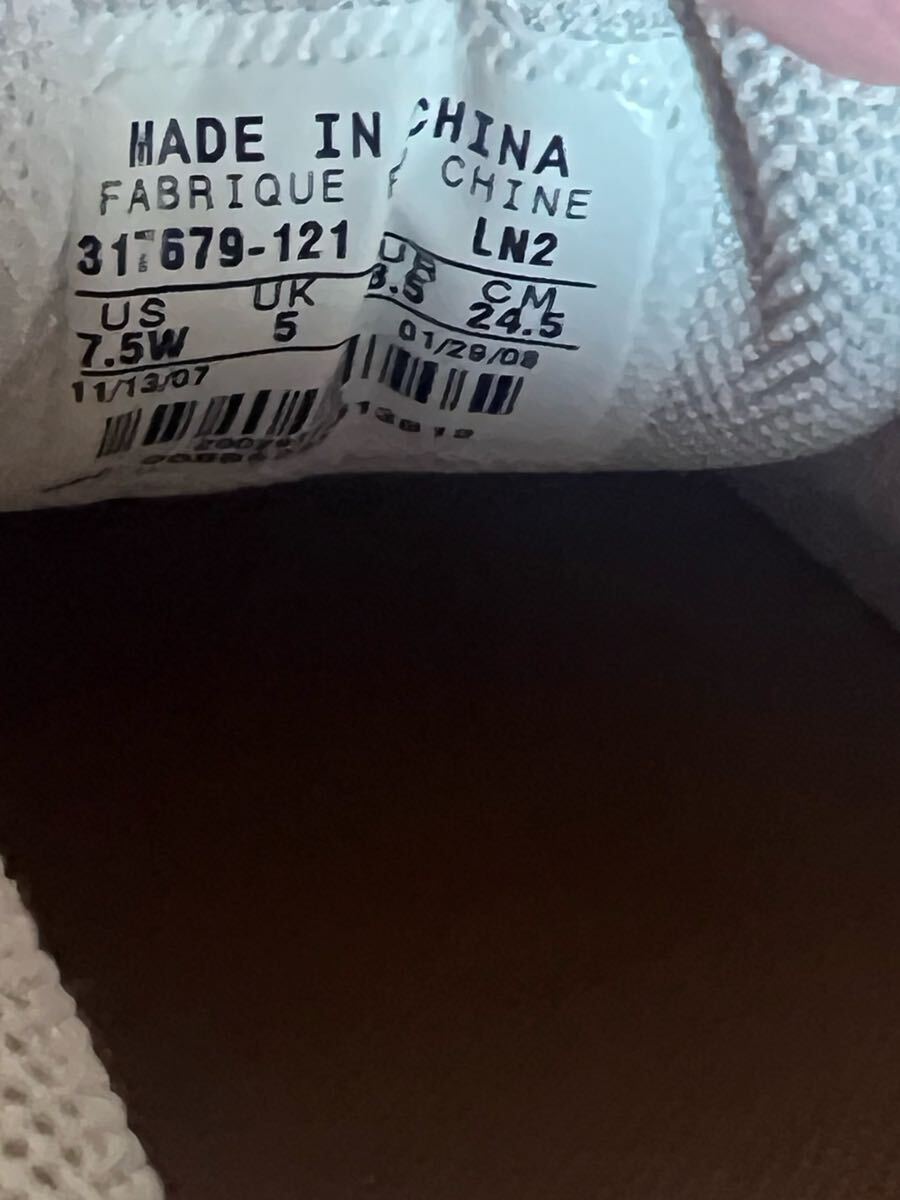 MADE IN CHINA
FABRIQUE CHINE
679-121 LN2
US UK CM
7.5W 5 24.5
11/13/07 01/28/08